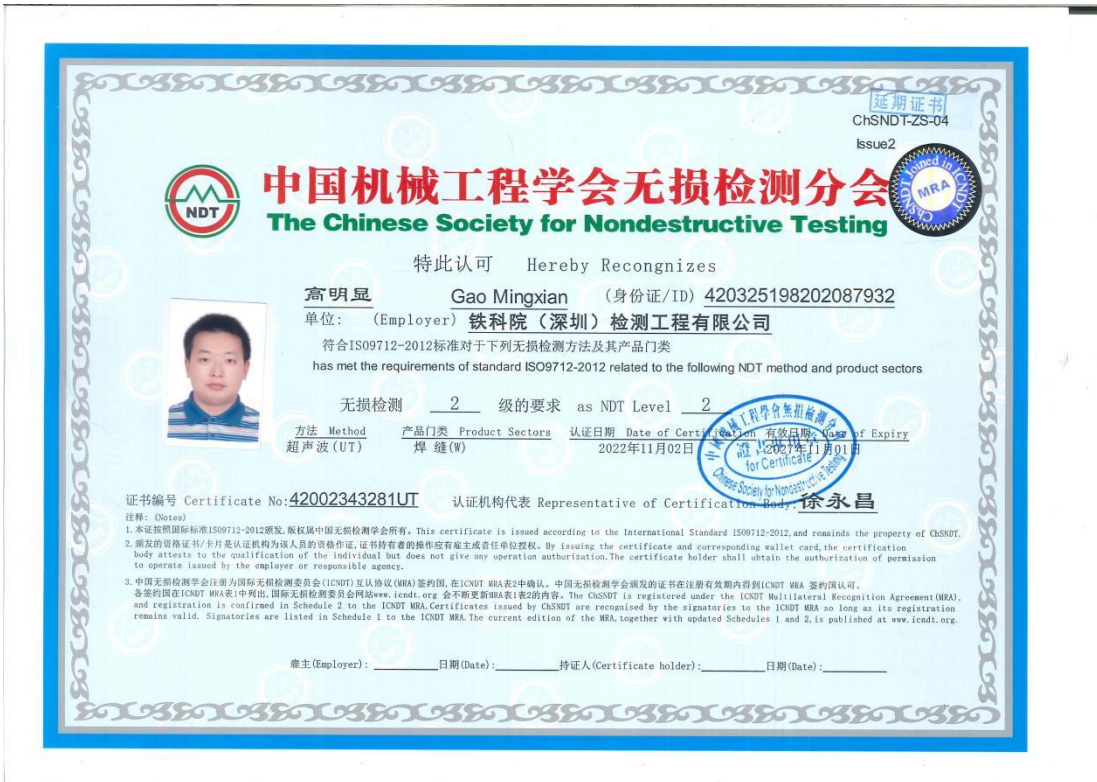 延期证书
ChSNDT-ZS-04
Issue2
NDT
中国机械工程学会无损检测分会
ChSNDT Joined in ICNDT
MRA
The Chinese Society for Nondestructive Testing
特此认可 Hereby Recongnizes
高明显 Gao Mingxian (身份证/ID) 420325198202087932
单位: (Employer) 铁科院（深圳）检测工程有限公司
符合ISO9712-2012标准对于下列无损检测方法及其产品门类
has met the requirements of standard ISO9712-2012 related to the following NDT method and product sectors
无损检测 2 级的要求 as NDT Level 2
方法 Method 产品门类 Product Sectors 认证日期 Date of Certification 有效日期 Date of Expiry
超声波(UT) 焊 缝(W) 2022年11月02日 2027年11月01日
中國機械工程學會無損檢測分會
for Certificate
Chinese Society for Nondestructive Testing
证书编号 Certificate No:42002343281UT 认证机构代表 Representative of Certification Body: 徐永昌
注释: (Notes)
1. 本证按照国际标准ISO9712-2012颁发, 版权属中国无损检测学会所有。This certificate is issued according to the International Standard ISO9712-2012, and remainds the property of ChSNDT.
2. 颁发的资格证书/卡片是认证机构为该人员的资格作证, 证书持有者的操作应有雇主或责任单位授权。By issuing the certificate and corresponding wallet card, the certification
body attests to the qualification of the individual but does not give any operation authorization. The certificate holder shall obtain the authorization of permission
to operate issued by the employer or responsible agency.
3. 中国无损检测学会注册为国际无损检测委员会(ICNDT)互认协议(MRA)签约国, 在ICNDT MRA表2中确认。中国无损检测学会颁发的证书在注册有效期内得到ICNDT MRA 签约国认可。
各签约国在ICNDT MRA表1中列出, 国际无损检测委员会网站www.icndt.org 会不断更新MRA表1表2的内容。The ChSNDT is registered under the ICNDT Multilateral Recognition Agreement(MRA),
and registration is confirmed in Schedule 2 to the ICNDT MRA. Certificates issued by ChSNDT are recognised by the signatories to the ICNDT MRA so long as its registration
remains valid. Signatories are listed in Schedule 1 to the ICNDT MRA. The current edition of the MRA, together with updated Schedules 1 and 2, is published at www.icndt.org.
雇主(Employer): 日期(Date): 持证人(Certificate holder): 日期(Date):